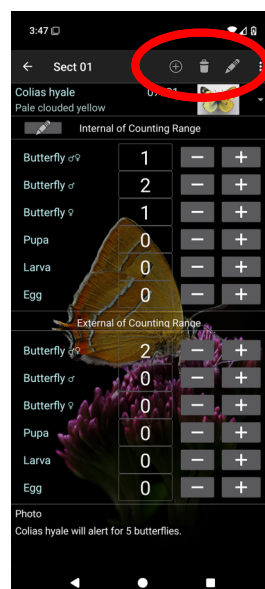 3:47
Sect 01
Colias hyale
Pale clouded yellow
Internal of Counting Range
Butterfly ♂♀ 1 − +
Butterfly ♂ 2 − +
Butterfly ♀ 1 − +
Pupa 0 − +
Larva 0 − +
Egg 0 − +
External of Counting Range
Butterfly ♂♀ 2 − +
Butterfly ♂ 0 − +
Butterfly ♀ 0 − +
Pupa 0 − +
Larva 0 − +
Egg 0 − +
Photo
Colias hyale will alert for 5 butterflies.